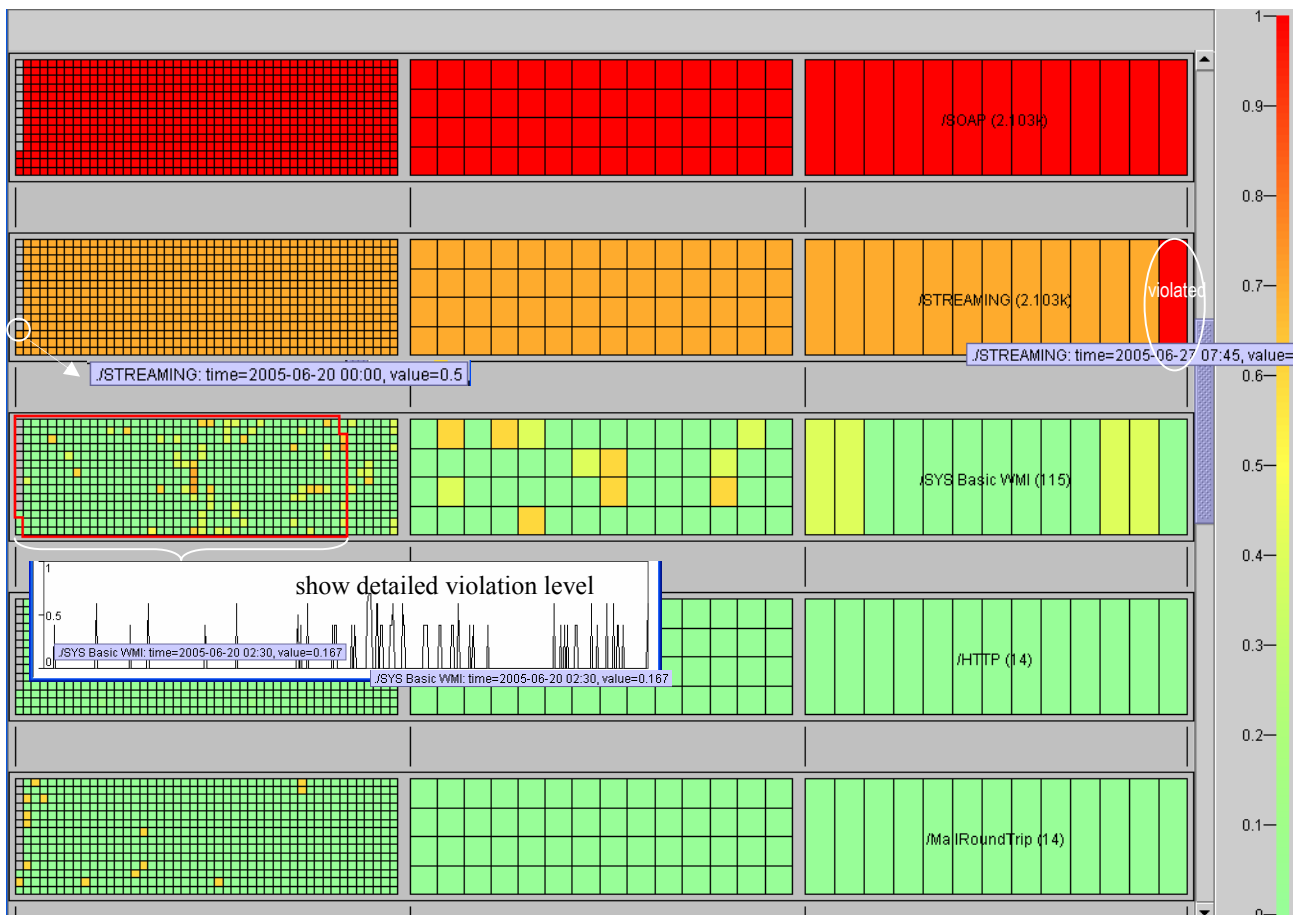 1
0.9
/SOAP (2.103k)
0.8
0.7
/STREAMING (2.103k)
violated
./STREAMING: time=2005-06-27 07:45, value=
./STREAMING: time=2005-06-20 00:00, value=0.5
0.6
0.5
/SYS Basic WMI (115)
0.4
1
show detailed violation level
0.5
./SYS Basic WMI: time=2005-06-20 02:30, value=0.167
0
./SYS Basic WMI: time=2005-06-20 02:30, value=0.167
/HTTP (14)
0.3
0.2
0.1
/MailRoundTrip (14)
0